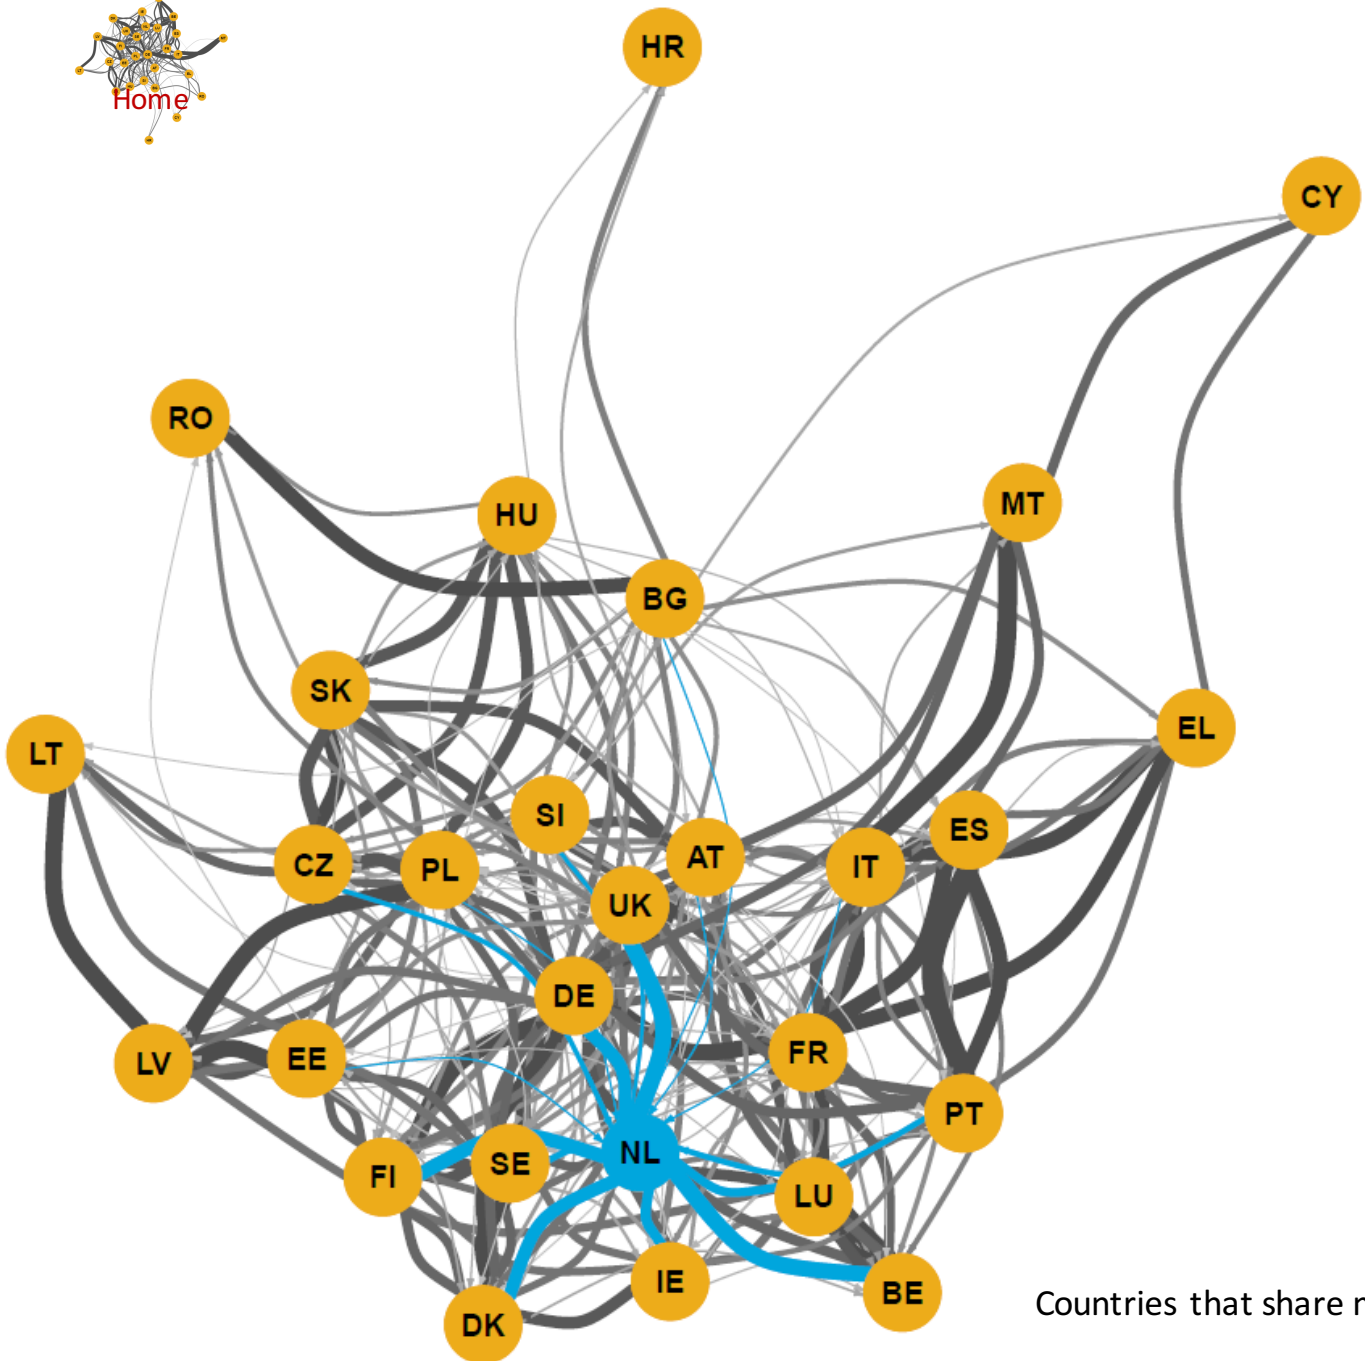 Home
HR
CY
RO
MT
HU
BG
SK
EL
LT
SI
ES
AT
CZ
PL
IT
UK
DE
FR
EE
LV
PT
NL
SE
FI
LU
IE
BE
Countries that share
DK